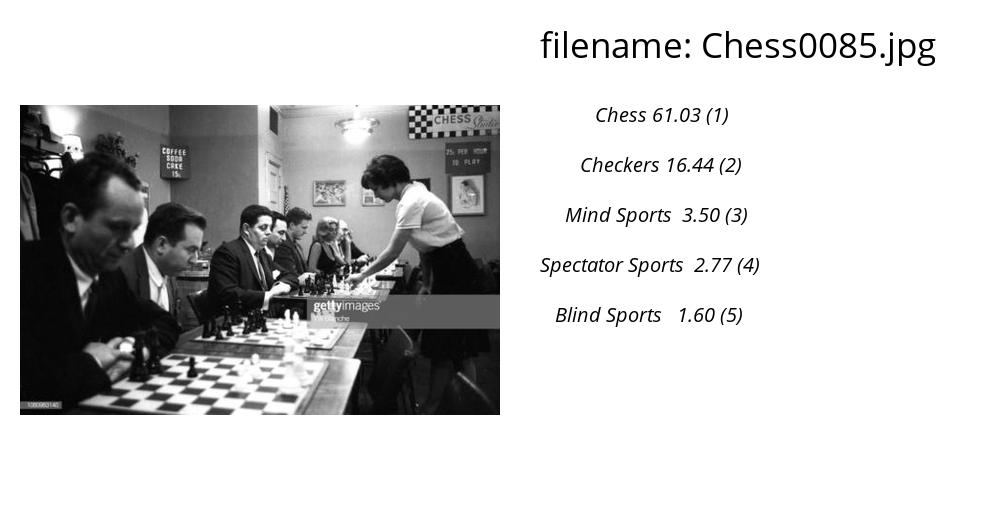 filename: Chess0085.jpg
Chess 61.03 (1)
Checkers 16.44 (2)
Mind Sports 3.50 (3)
Spectator Sports 2.77 (4)
Blind Sports 1.60 (5)
CHESS Studio
COFFEE
SODA
CAKE
15¢
25¢ PER HOUR
TO PLAY
gettyimages